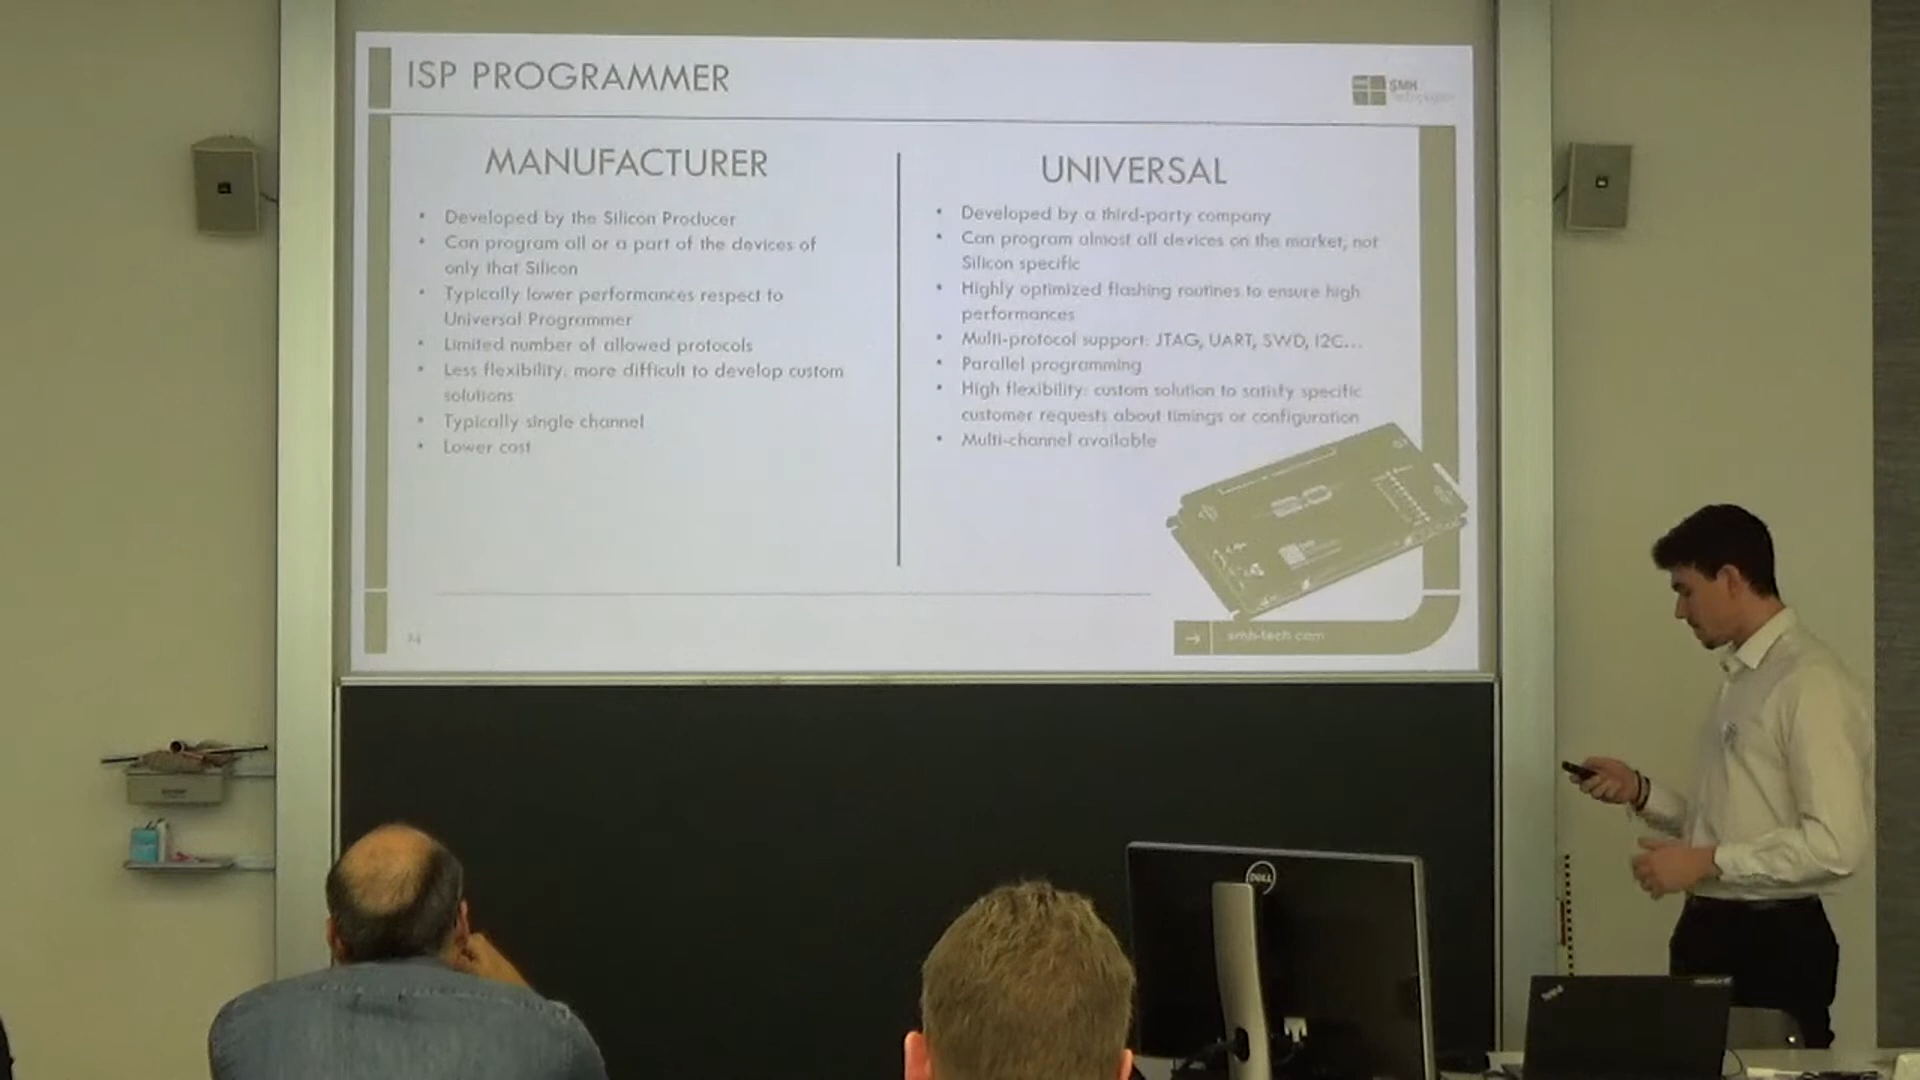 ISP PROGRAMMER
SMH
Technologies
MANUFACTURER
• Developed by the Silicon Producer
• Can program all or a part of the devices of
only that Silicon
• Typically lower performances respect to
Universal Programmer
• Limited number of allowed protocols
• Less flexibility: more difficult to develop custom
solutions
• Typically single channel
• Lower cost
UNIVERSAL
• Developed by a third-party company
• Can program almost all devices on the market, not
Silicon specific
• Highly optimized flashing routines to ensure high
performances
• Multi-protocol support: JTAG, UART, SWD, I2C...
• Parallel programming
• High flexibility: custom solution to satisfy specific
customer requests about timings or configuration
• Multi-channel available
→ smh-tech.com
DELL